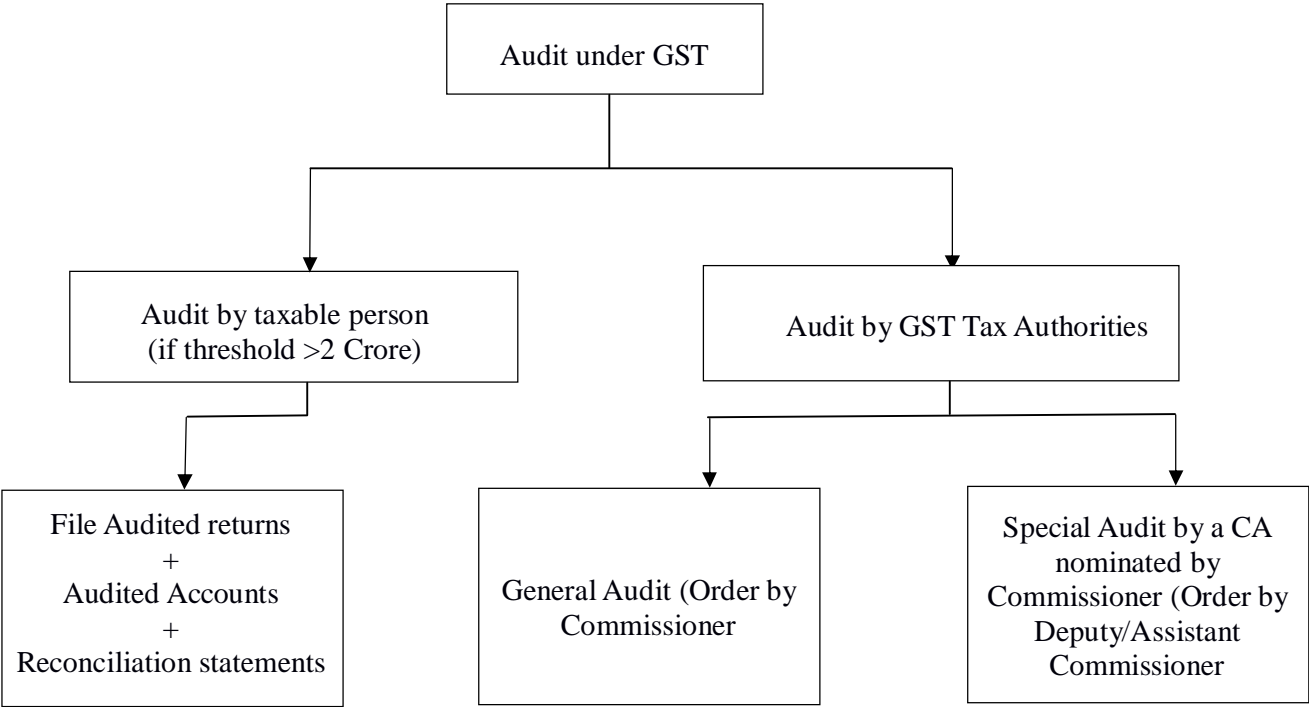 Audit under GST
Audit by taxable person
(if threshold >2 Crore)
Audit by GST Tax Authorities
File Audited returns
+
Audited Accounts
+
Reconciliation statements
General Audit (Order by
Commissioner
Special Audit by a CA
nominated by
Commissioner (Order by
Deputy/Assistant
Commissioner